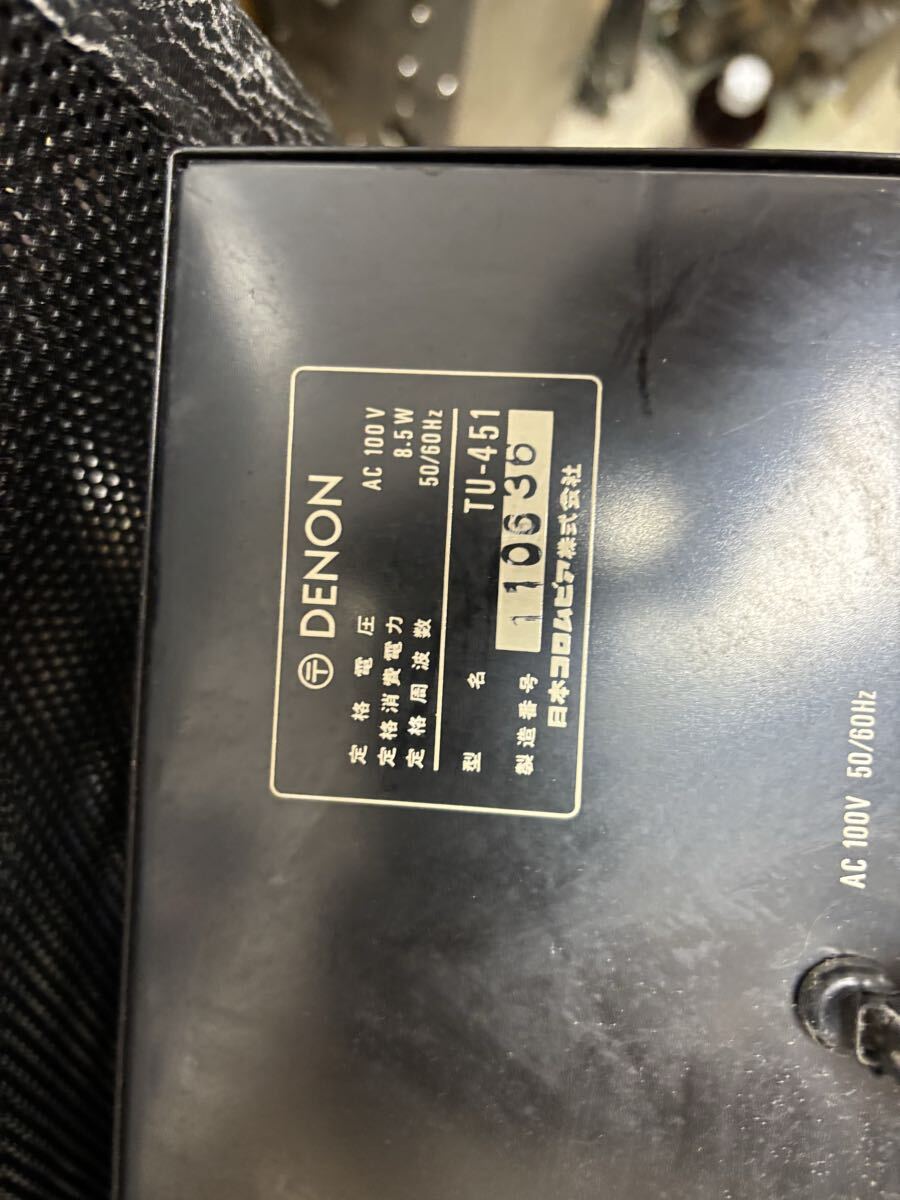 〒 DENON
定格電圧 AC 100V
定格消費電力 8.5W
定格周波数 50/60Hz
型名 TU-451
製造番号 110636
日本コロムビア株式会社
AC 100V 50/60Hz